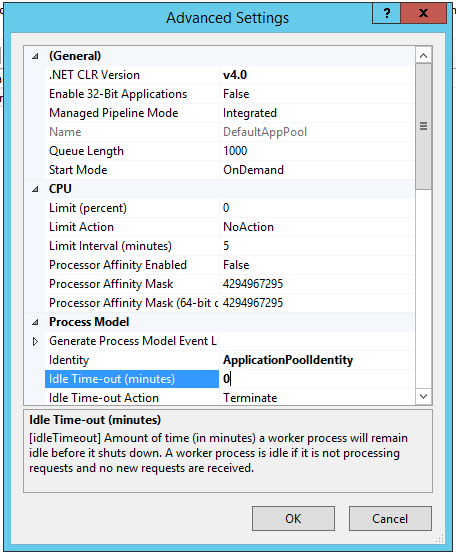 Advanced Settings
?
x
(General)
.NET CLR Version v4.0
Enable 32-Bit Applications False
Managed Pipeline Mode Integrated
Name DefaultAppPool
Queue Length 1000
Start Mode OnDemand
CPU
Limit (percent) 0
Limit Action NoAction
Limit Interval (minutes) 5
Processor Affinity Enabled False
Processor Affinity Mask 4294967295
Processor Affinity Mask (64-bit c 4294967295
Process Model
Generate Process Model Event L
Identity ApplicationPoolIdentity
Idle Time-out (minutes) 0
Idle Time-out Action Terminate
Idle Time-out (minutes)
[idleTimeout] Amount of time (in minutes) a worker process will remain
idle before it shuts down. A worker process is idle if it is not processing
requests and no new requests are received.
OK Cancel